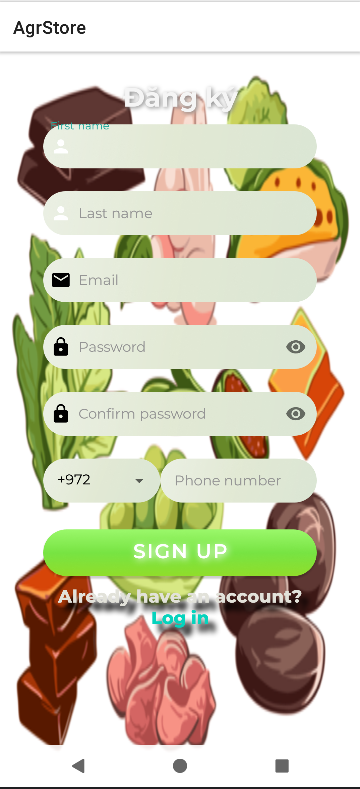 AgrStore
Đăng ký
First name
Last name
Email
Password
Confirm password
+972 Phone number
SIGN UP
Already have an account?
Log in